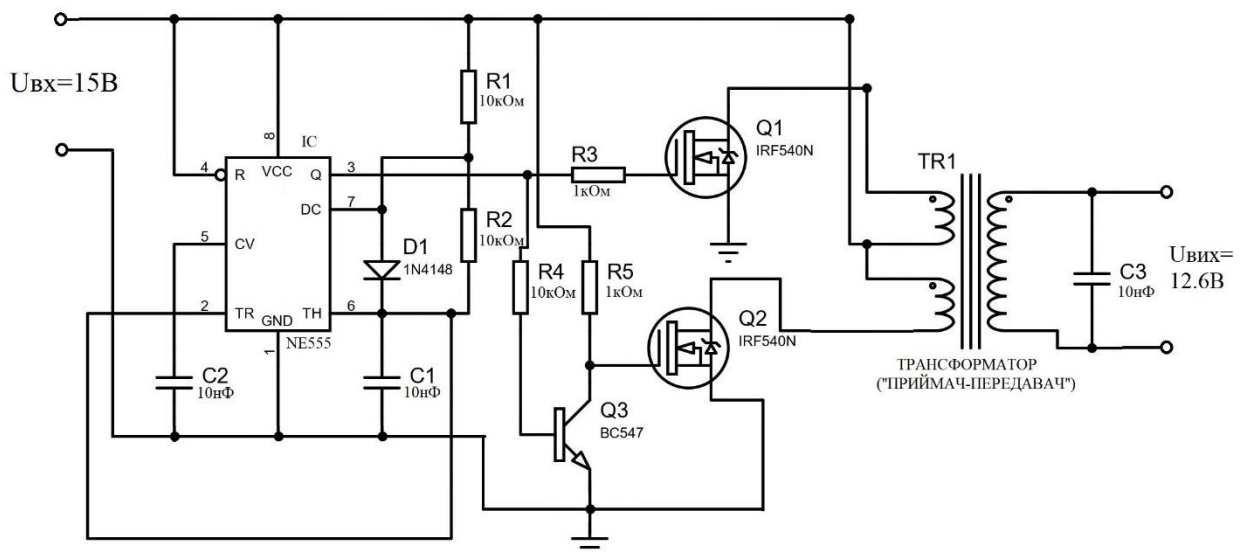 Uвх=15В
IC
8
VCC
4
R
Q
3
DC
7
5
CV
2
TR
TH
6
GND
1
NE555
R1
10кОм
R2
10кОм
D1
1N4148
C2
10нФ
C1
10нФ
R3
1кОм
R4
10кОм
R5
1кОм
Q1
IRF540N
Q2
IRF540N
Q3
BC547
TR1
ТРАНСФОРМАТОР
("ПРИЙМАЧ-ПЕРЕДАВАЧ")
C3
10нФ
Uвих=
12.6В